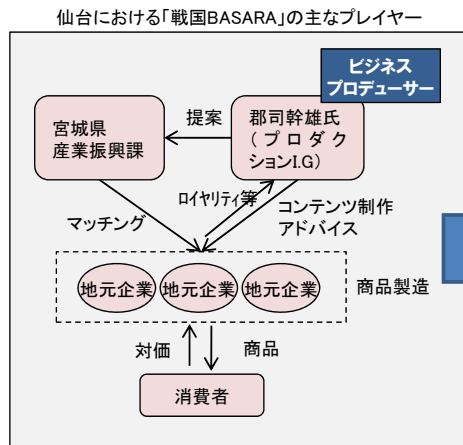 仙台における「戦国BASARA」の主なプレイヤー
ビジネス
プロデューサー
宮城県
産業振興課
提案
郡司幹雄氏
(プロダク
ションI.G)
マッチング
ロイヤリティ等
コンテンツ制作
アドバイス
地元企業
地元企業
地元企業
商品製造
対価
商品
消費者